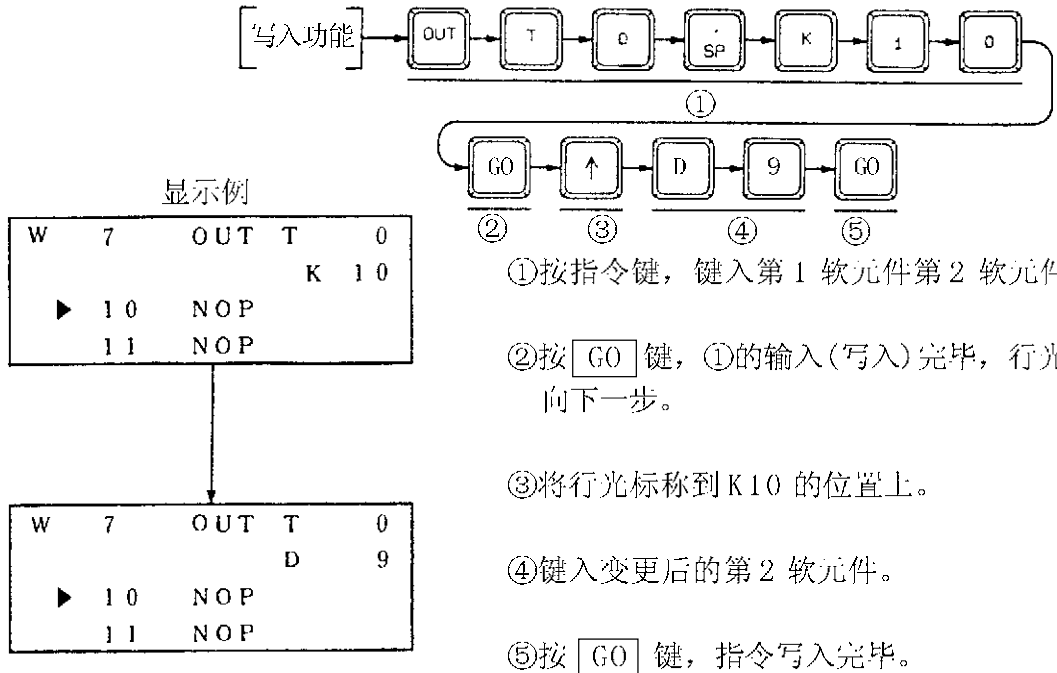 写入功能 OUT T 0 SP K 1 0
①
GO ↑ D 9 GO
② ③ ④ ⑤
显示例
W 7 OUT T 0
K 10
▶ 10 NOP
11 NOP
W 7 OUT T 0
D 9
▶ 10 NOP
11 NOP
①按指令键，键入第1 软元件第2 软元件
②按 GO 键，①的输入(写入)完毕，行光
向下一步。
③将行光标称到K10 的位置上。
④键入变更后的第2 软元件。
⑤按 GO 键，指令写入完毕。